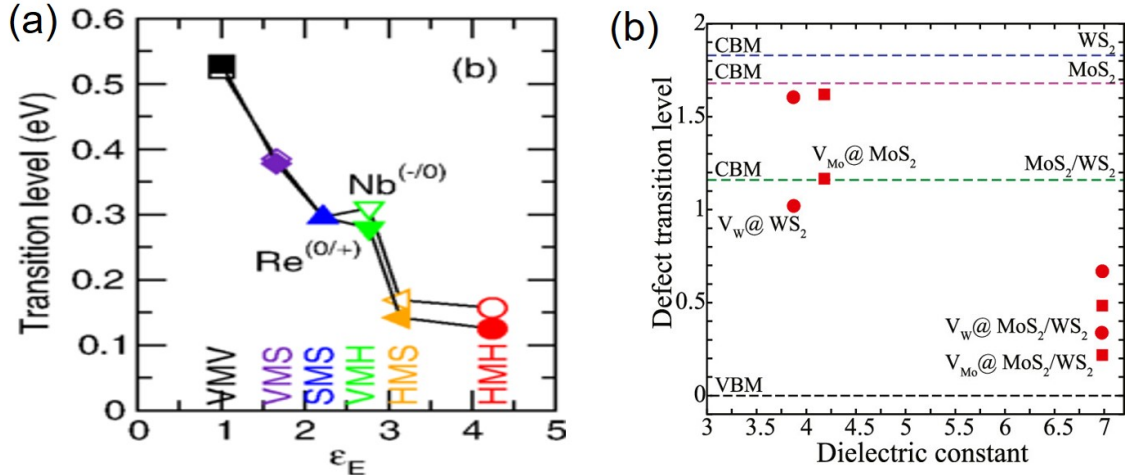 (a)
0.6
0.5
0.4
0.3
0.2
0.1
0
Transition level (eV)
(b)
Nb(-/0)
Re(0/+)
VMV
VMS
SMS
VMH
HMS
HMH
0 1 2 3 4 5
εE
(b)
2
1.5
1
0.5
0
Defect transition level
CBM WS2
CBM MoS2
VMo@ MoS2
CBM MoS2/WS2
VW@ WS2
VW@ MoS2/WS2
VMo@ MoS2/WS2
VBM
3 3.5 4 4.5 5 5.5 6 6.5 7
Dielectric constant